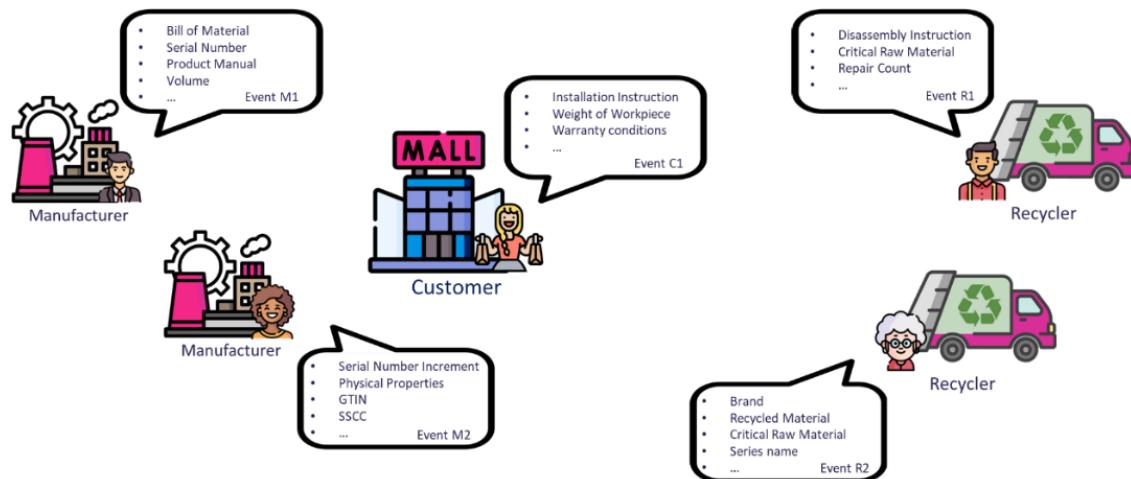 • Bill of Material
• Serial Number
• Product Manual
• Volume
• ...
Event M1
Manufacturer
• Installation Instruction
• Weight of Workpiece
• Warranty conditions
• ...
Event C1
MALL
Customer
• Disassembly Instruction
• Critical Raw Material
• Repair Count
• ...
Event R1
Recycler
Manufacturer
• Serial Number Increment
• Physical Properties
• GTIN
• SSCC
• ...
Event M2
Recycler
• Brand
• Recycled Material
• Critical Raw Material
• Series name
• ...
Event R2